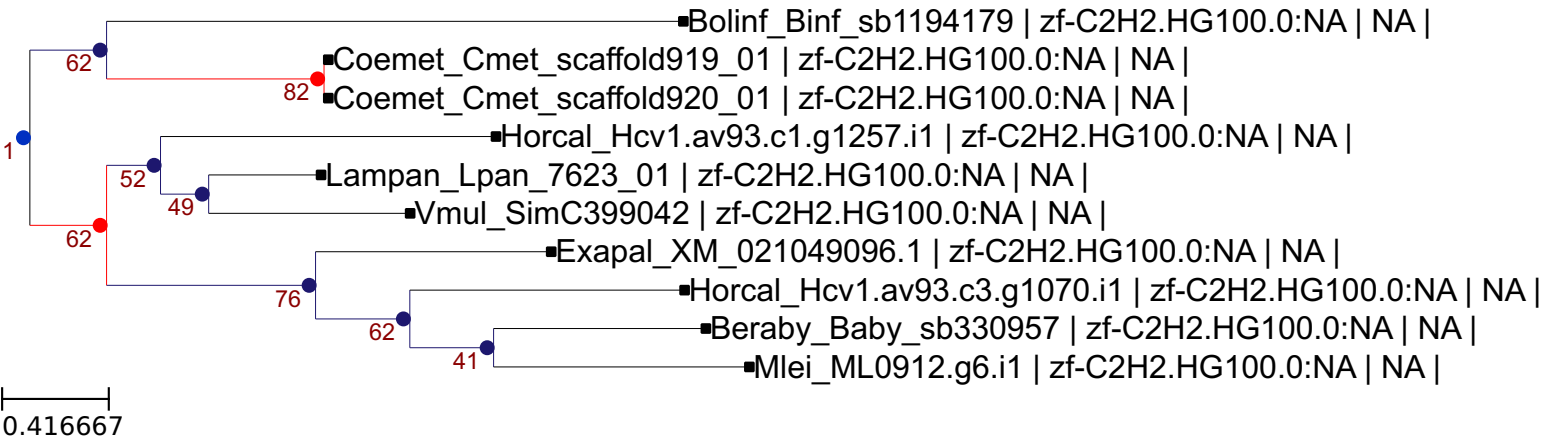 Bolinf_Binf_sb1194179 | zf-C2H2.HG100.0:NA | NA |
62
Coemet_Cmet_scaffold919_01 | zf-C2H2.HG100.0:NA | NA |
82
Coemet_Cmet_scaffold920_01 | zf-C2H2.HG100.0:NA | NA |
Horcal_Hcv1.av93.c1.g1257.i1 | zf-C2H2.HG100.0:NA | NA |
1
Lampan_Lpan_7623_01 | zf-C2H2.HG100.0:NA | NA |
52
49
Vmul_SimC399042 | zf-C2H2.HG100.0:NA | NA |
62
Exapal_XM_021049096.1 | zf-C2H2.HG100.0:NA | NA |
76
Horcal_Hcv1.av93.c3.g1070.i1 | zf-C2H2.HG100.0:NA | NA |
62
Beraby_Baby_sb330957 | zf-C2H2.HG100.0:NA | NA |
41
Mlei_ML0912.g6.i1 | zf-C2H2.HG100.0:NA | NA |
0.416667